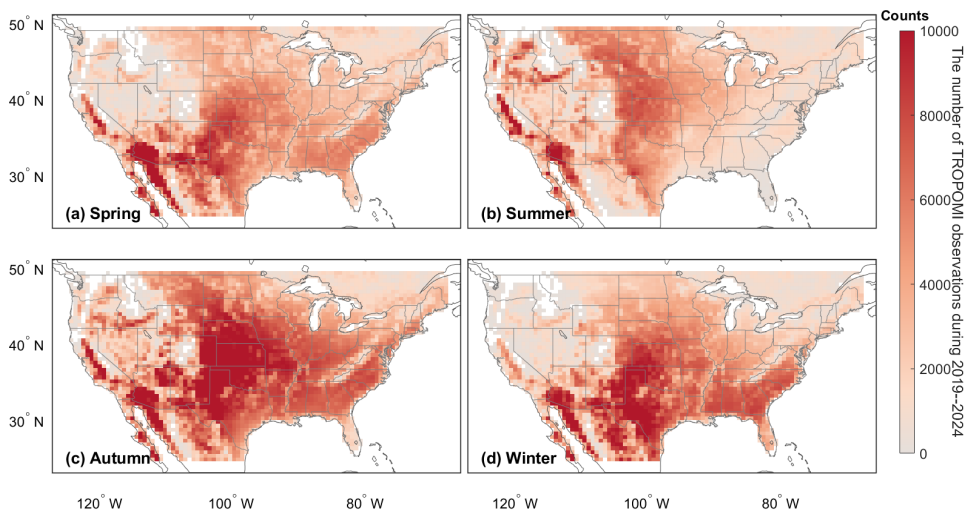 Counts
50° N
40° N
30° N
(a) Spring
(b) Summer
10000
8000
6000
4000
2000
0
The number of TROPOMI observations during 2019--2024
50° N
40° N
30° N
(c) Autumn
(d) Winter
120° W
100° W
80° W
120° W
100° W
80° W